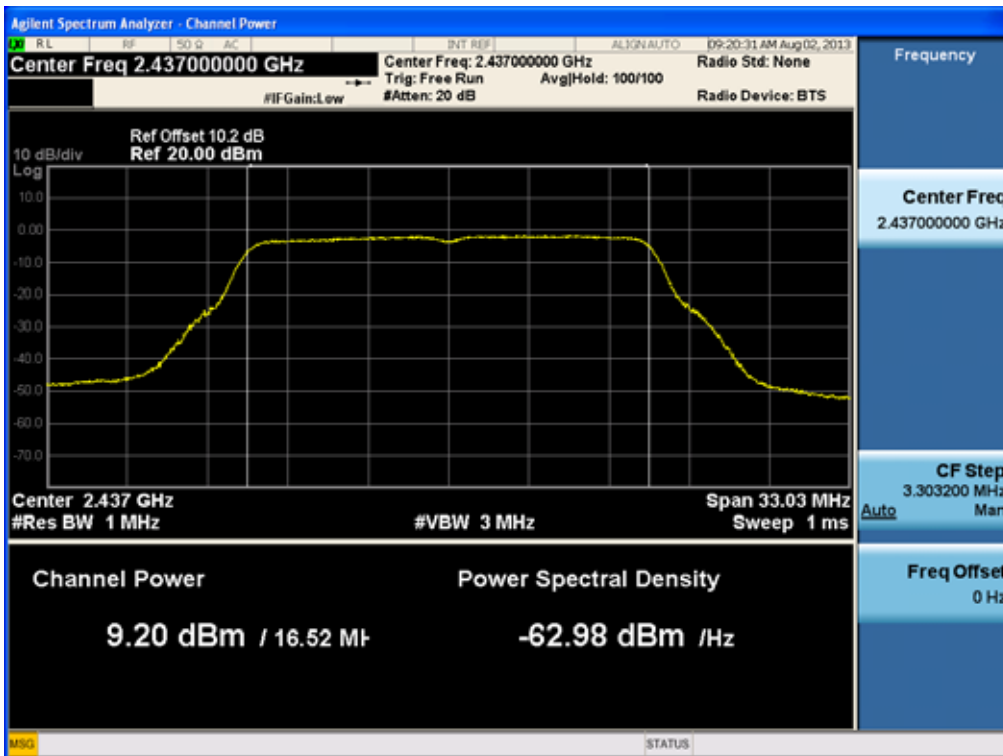 Agilent Spectrum Analyzer - Channel Power
RL RF 50 Ω AC INT REF ALIGNAUTO 09:20:31 AM Aug 02, 2013
Center Freq 2.437000000 GHz
Center Freq: 2.437000000 GHz
Radio Std: None
Trig: Free Run
Avg|Hold: 100/100
#IFGain:Low
#Atten: 20 dB
Radio Device: BTS
Ref Offset 10.2 dB
10 dB/div
Ref 20.00 dBm
Log
10.0
0.00
-10.0
-20.0
-30.0
-40.0
-50.0
-60.0
-70.0
Center 2.437 GHz
Span 33.03 MHz
#Res BW 1 MHz
#VBW 3 MHz
Sweep 1 ms
Channel Power
Power Spectral Density
9.20 dBm / 16.52 MH
-62.98 dBm /Hz
MSG
STATUS
Frequency
Center Freq
2.437000000 GHz
CF Step
3.303200 MHz
Auto Man
Freq Offset
0 Hz